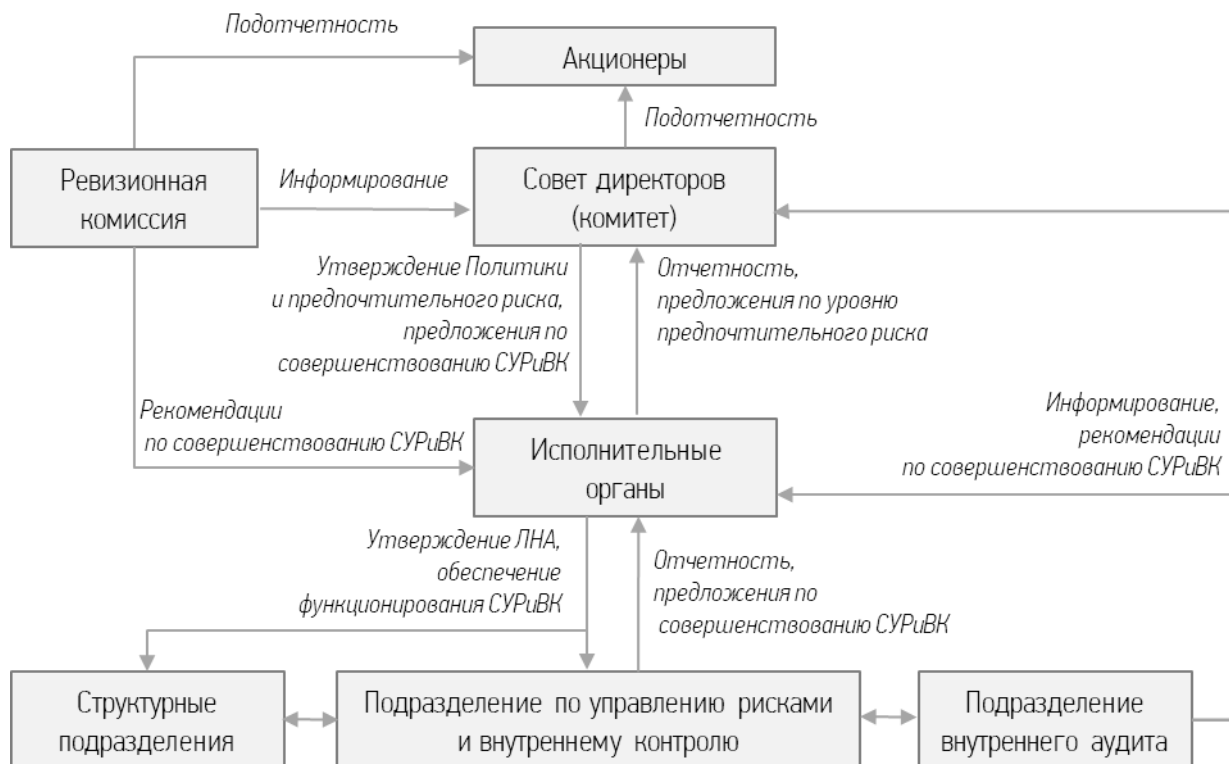 Подотчетность
Акционеры
Подотчетность
Ревизионная
комиссия
Информирование
Совет директоров
(комитет)
Утверждение Политики
и предпочтительного риска,
предложения по
совершенствованию СУРиВК
Отчетность,
предложения по уровню
предпочтительного риска
Рекомендации
по совершенствованию СУРиВК
Исполнительные
органы
Информирование,
рекомендации
по совершенствованию СУРиВК
Утверждение ЛНА,
обеспечение
функционирования СУРиВК
Отчетность,
предложения по
совершенствованию СУРиВК
Структурные
подразделения
Подразделение по управлению рисками
и внутреннему контролю
Подразделение
внутреннего аудита